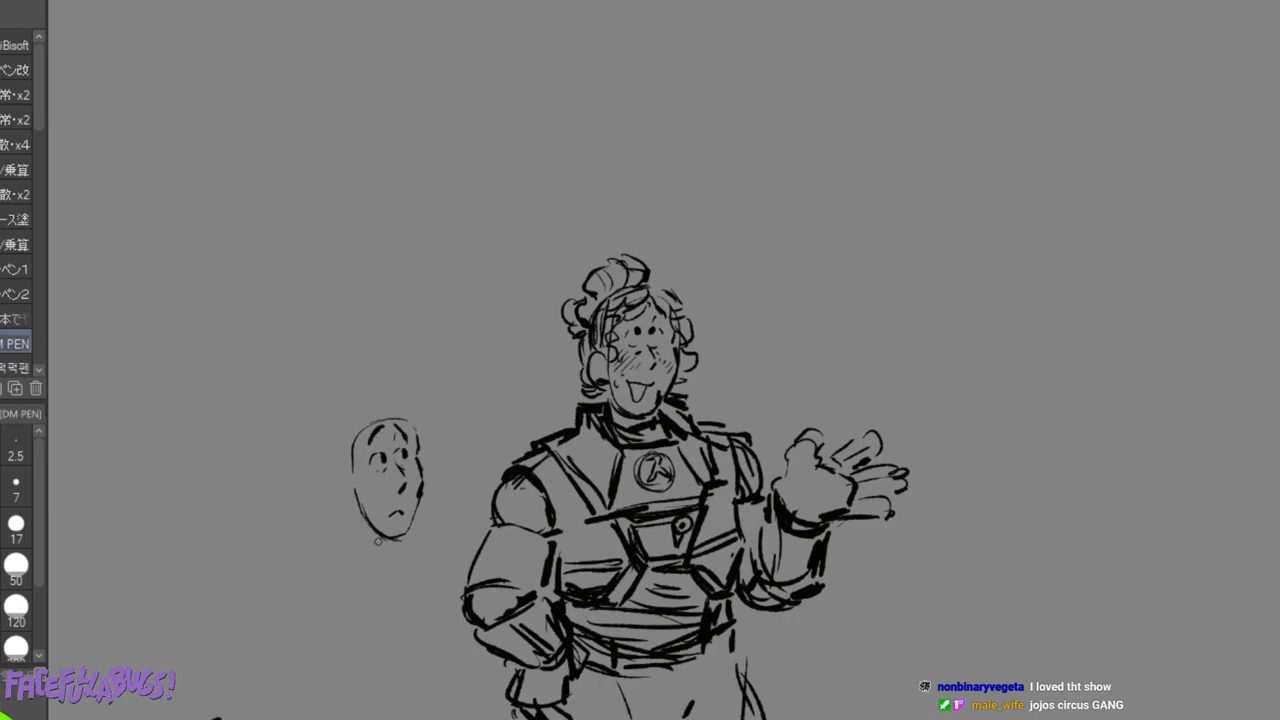 iBisoft
ペン改
常・x2
常・x2
散・x4
/乗算
散・x2
ース塗
/乗算
ペン1
ペン2
本で
M PEN
[DM PEN]
2.5
7
17
50
120
FACEFULLABUGS!
nonbinaryvegeta I loved tht show
male_wife jojos circus GANG